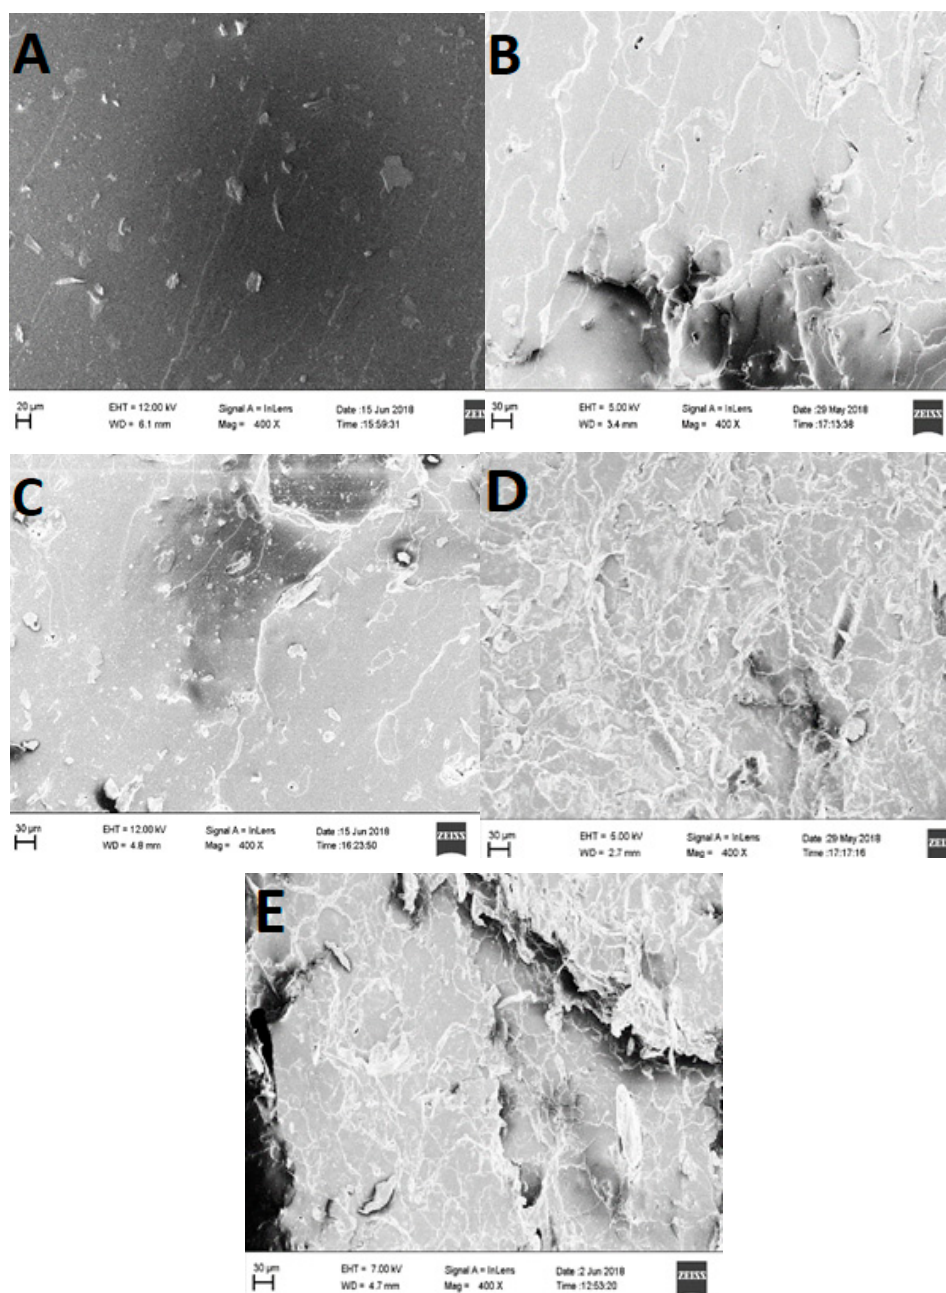 A
B
20 µm
EHT = 12.00 kV
Signal A = InLens
Date :15 Jun 2018
ZEISS
WD = 6.1 mm
Mag = 400 X
Time :15:59:31
30 µm
EHT = 5.00 kV
Signal A = InLens
Date :29 May 2018
ZEISS
WD = 3.4 mm
Mag = 400 X
Time :17:13:38
C
D
30 µm
EHT = 12.00 kV
Signal A = InLens
Date :15 Jun 2018
ZEISS
WD = 4.8 mm
Mag = 400 X
Time :16:23:50
30 µm
EHT = 5.00 kV
Signal A = InLens
Date :29 May 2018
ZEI
WD = 2.7 mm
Mag = 400 X
Time :17:17:16
E
30 µm
EHT = 7.00 kV
Signal A = InLens
Date :2 Jun 2018
ZEISS
WD = 4.7 mm
Mag = 400 X
Time :12:53:20